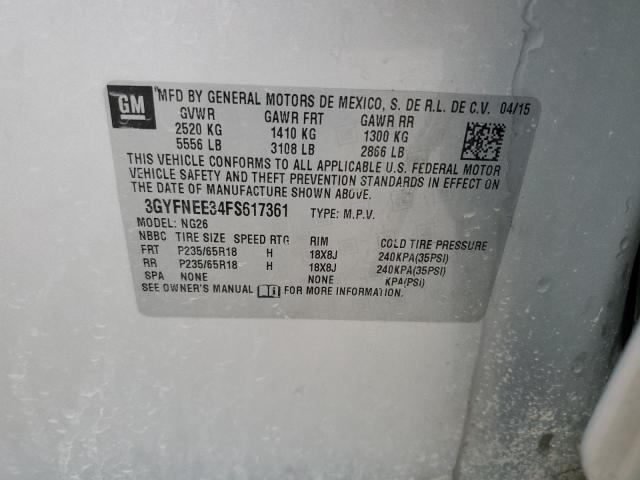 GM
MFD BY GENERAL MOTORS DE MEXICO, S. DE R.L. DE C.V. 04/15
GVWR GAWR FRT GAWR RR
2520 KG 1410 KG 1300 KG
5556 LB 3108 LB 2866 LB
THIS VEHICLE CONFORMS TO ALL APPLICABLE U.S. FEDERAL MOTOR
VEHICLE SAFETY AND THEFT PREVENTION STANDARDS IN EFFECT ON
THE DATE OF MANUFACTURE SHOWN ABOVE.
3GYFNEE34FS617361 TYPE: M.P.V.
MODEL: NG26
NBBC TIRE SIZE SPEED RTG RIM COLD TIRE PRESSURE
FRT P235/65R18 H 18X8J 240KPA(35PSI)
RR P235/65R18 H 18X8J 240KPA(35PSI)
SPA NONE NONE KPA(PSI)
SEE OWNER'S MANUAL FOR MORE INFORMATION.